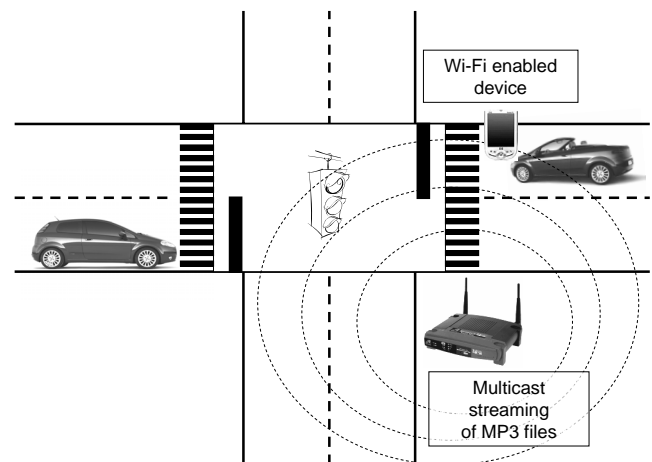 Wi-Fi enabled
device
Multicast
streaming
of MP3 files